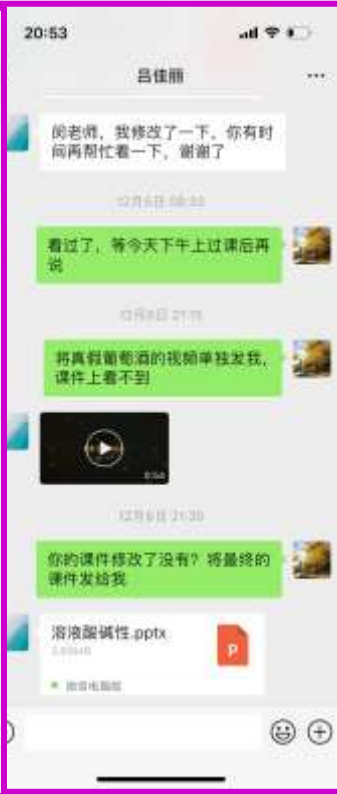 20:53
吕佳丽
闵老师，我修改了一下，你有时
间再帮忙看一下，谢谢了
看过了，等今天下午上过课后再
说
将真假葡萄酒的视频单独发我，
课件上看不到
你的课件修改了没有？将最终的
课件发给我
溶液酸碱性.pptx
P
微信电脑版